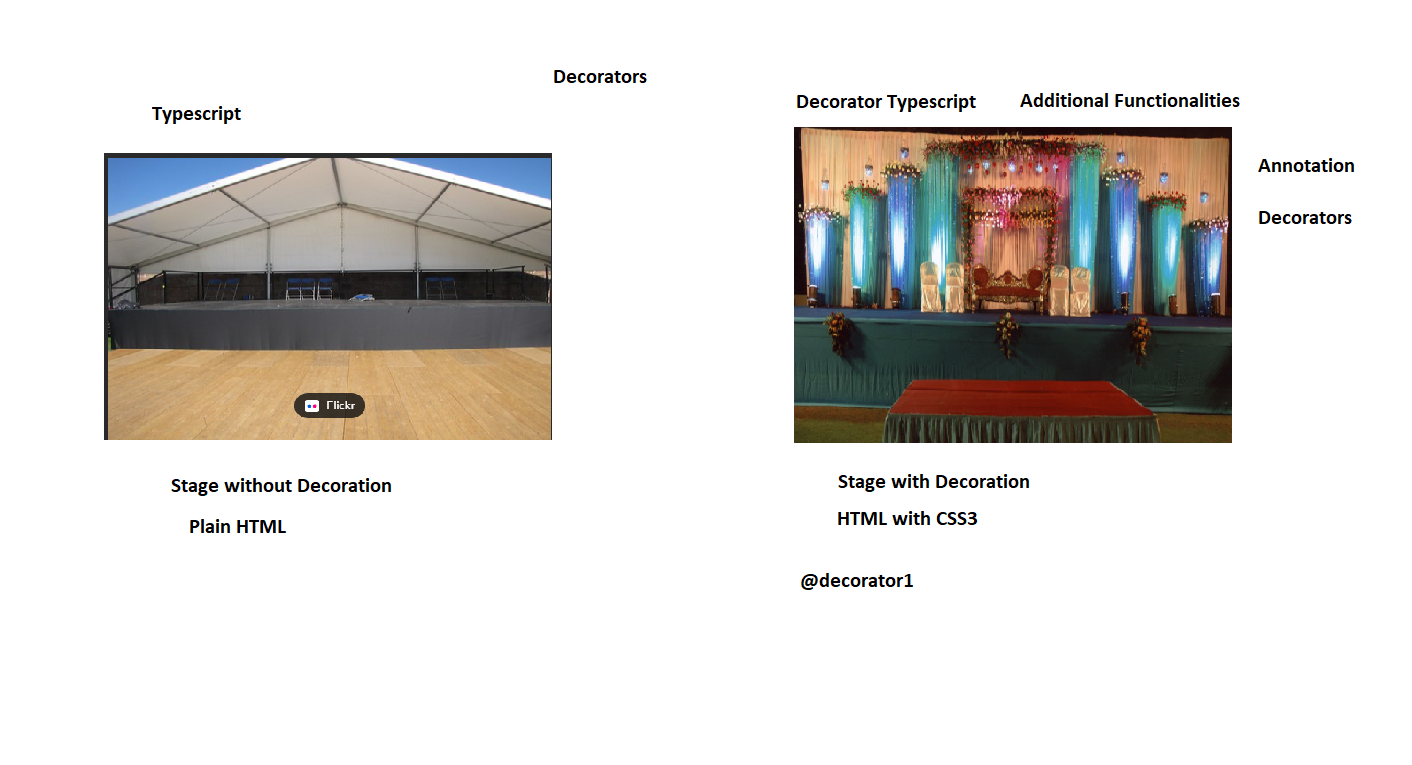 Decorators
Typescript
Decorator Typescript
Additional Functionalities
Annotation
Decorators
Flickr
Stage without Decoration
Plain HTML
Stage with Decoration
HTML with CSS3
@decorator1